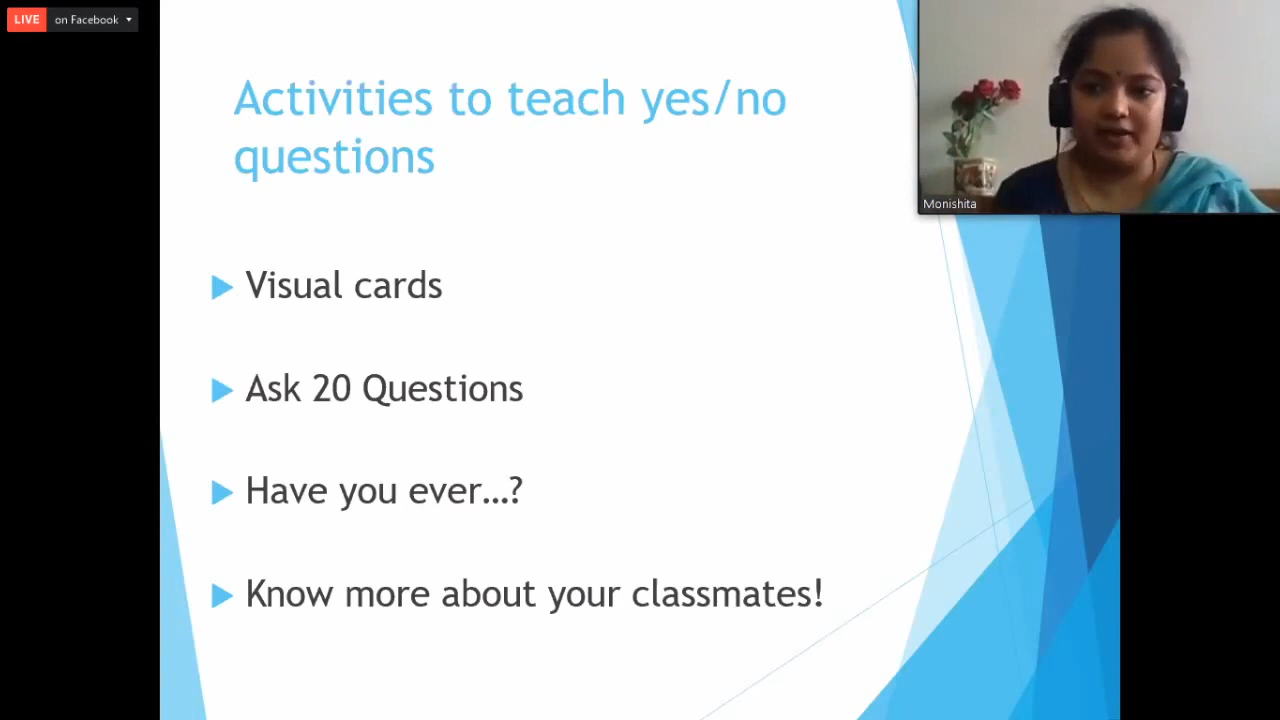 LIVE on Facebook
Activities to teach yes/no
questions
Monishita
Visual cards
Ask 20 Questions
Have you ever…?
Know more about your classmates!